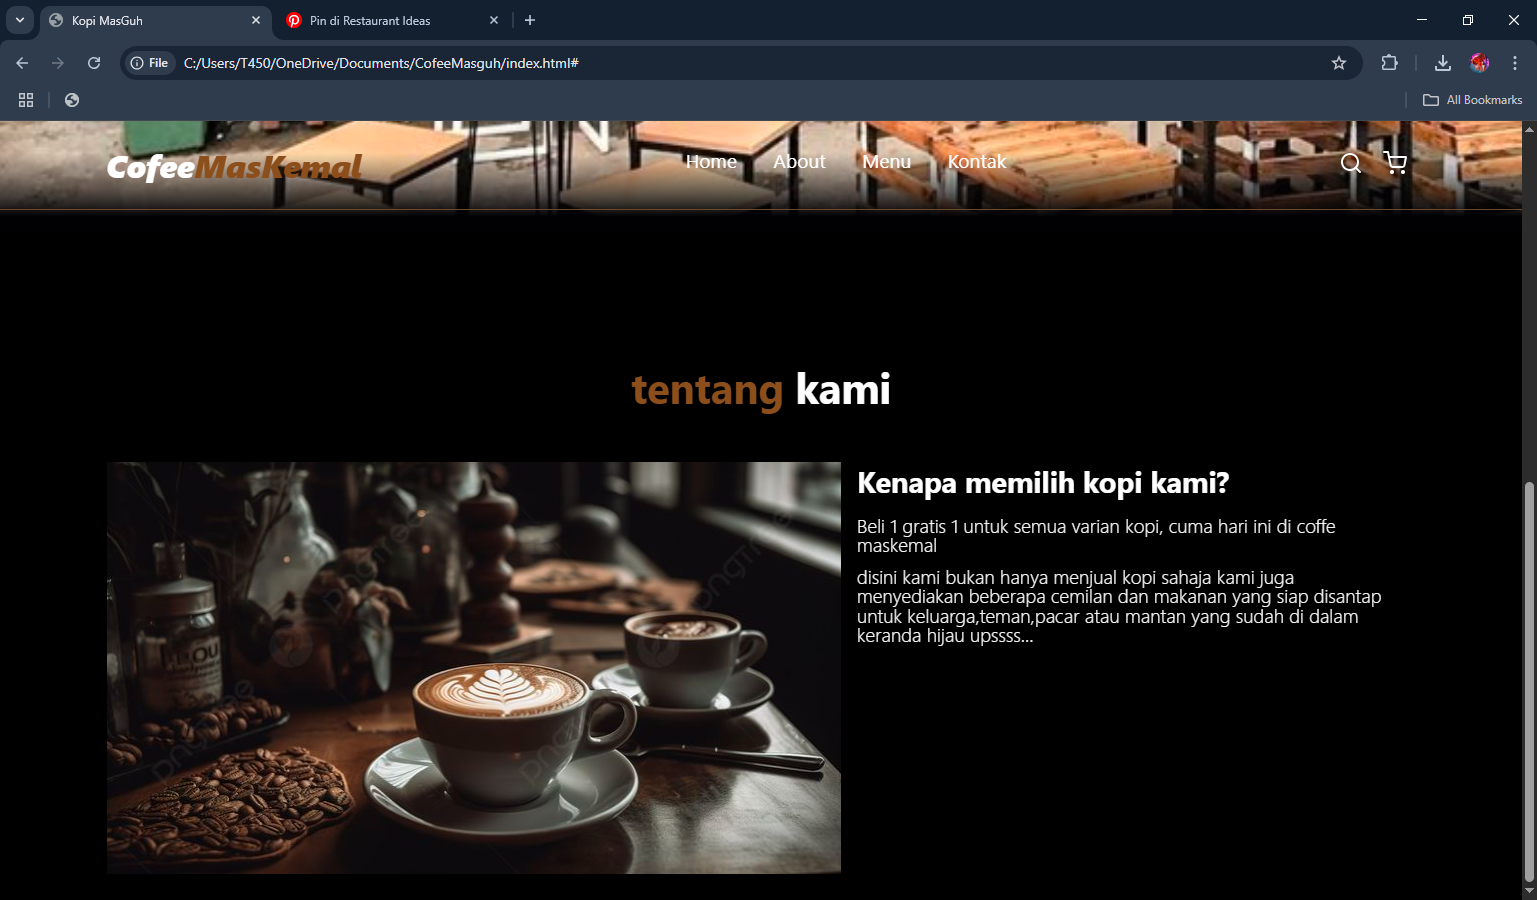 Kopi MasGuh
Pin di Restaurant Ideas
File
C:/Users/T450/OneDrive/Documents/CofeeMasguh/index.html#
All Bookmarks
CofeeMasKemal
Home
About
Menu
Kontak
tentang kami
Kenapa memilih kopi kami?
Beli 1 gratis 1 untuk semua varian kopi, cuma hari ini di coffe
maskemal
disini kami bukan hanya menjual kopi sahaja kami juga
menyediakan beberapa cemilan dan makanan yang siap disantap
untuk keluarga,teman,pacar atau mantan yang sudah di dalam
keranda hijau upssss...